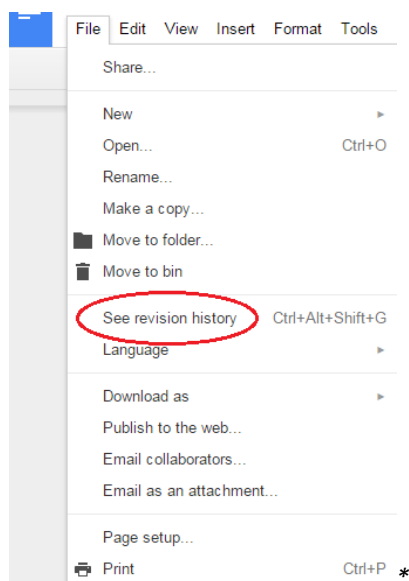 File Edit View Insert Format Tools
Share...
New
Open... Ctrl+O
Rename...
Make a copy...
Move to folder...
Move to bin
See revision history Ctrl+Alt+Shift+G
Language
Download as
Publish to the web...
Email collaborators...
Email as an attachment...
Page setup...
Print Ctrl+P *